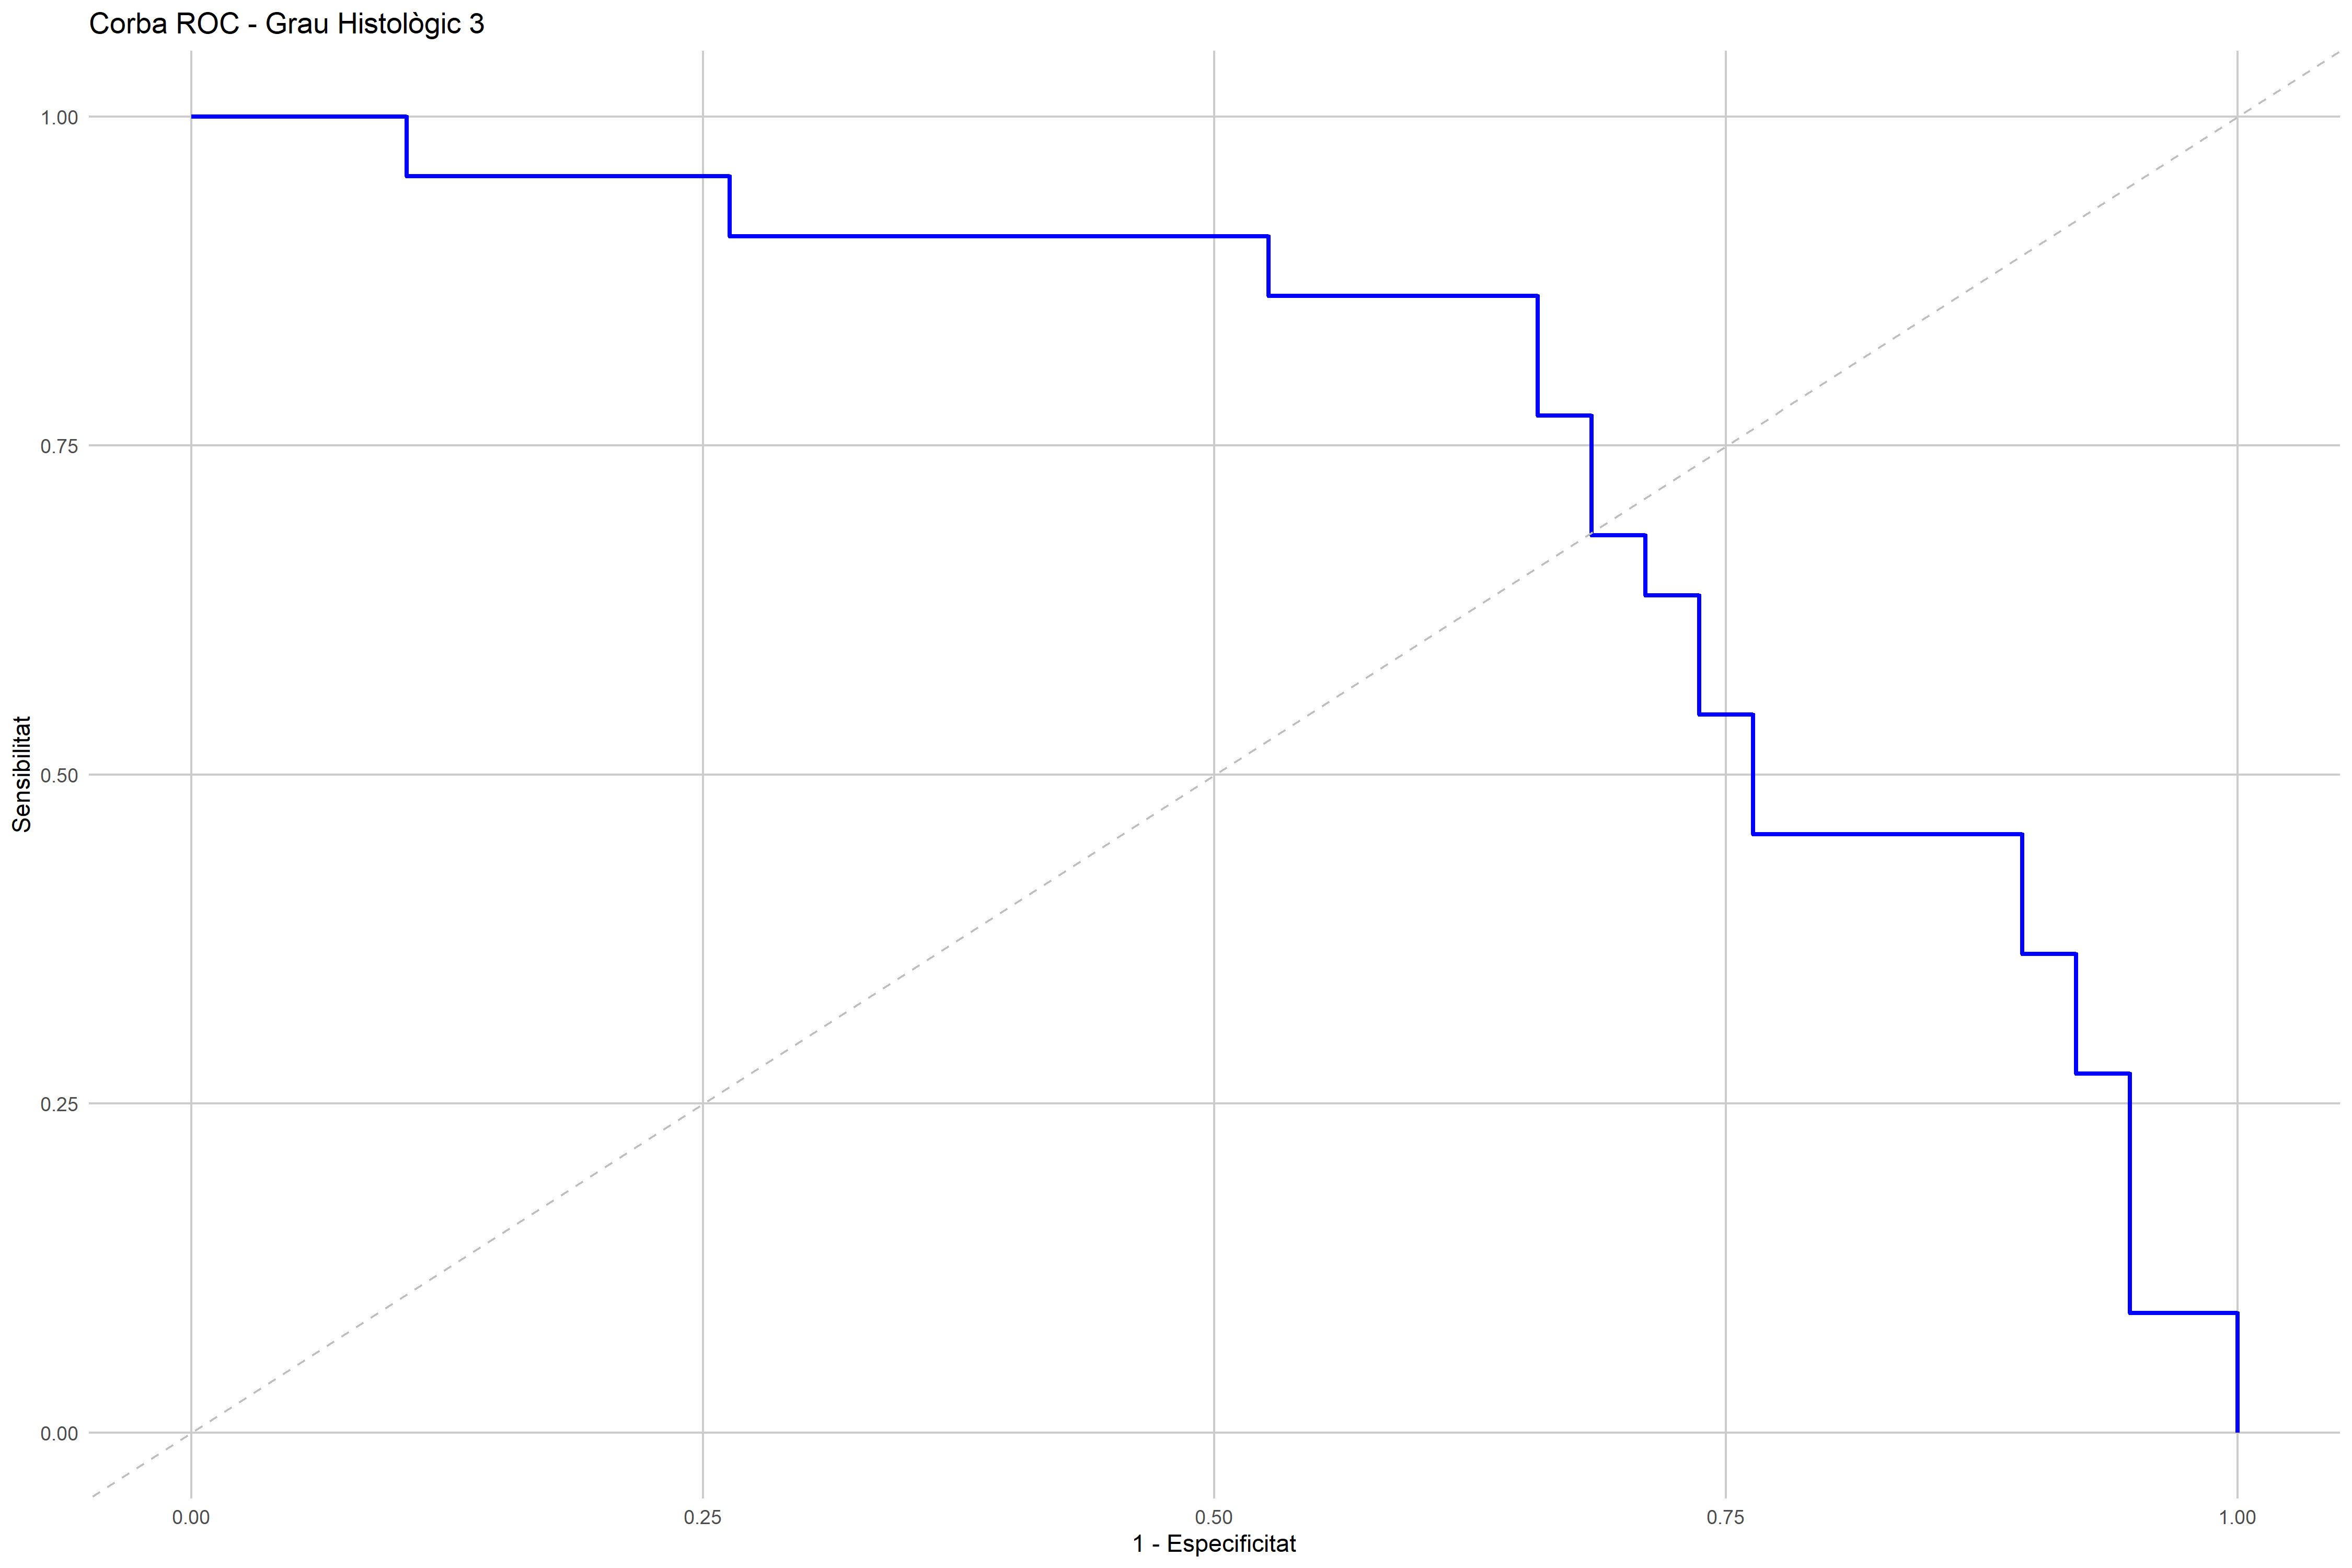 Corba ROC - Grau Histològic 3
1.00
0.75
0.50
0.25
0.00
Sensibilitat
0.00 0.25 0.50 0.75 1.00
1 - Especificitat